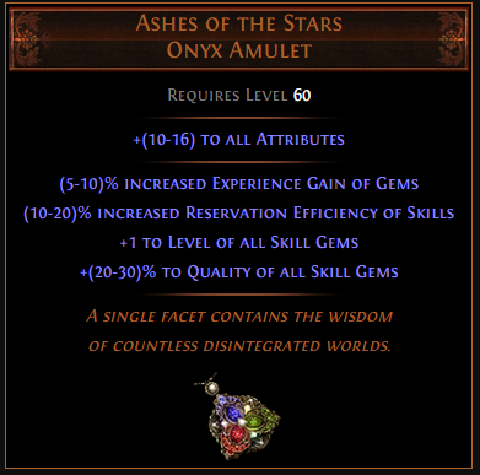 Ashes of the Stars
Onyx Amulet
Requires Level 60
+(10-16) to all Attributes
(5-10)% increased Experience Gain of Gems
(10-20)% increased Reservation Efficiency of Skills
+1 to Level of all Skill Gems
+(20-30)% to Quality of all Skill Gems
A single facet contains the wisdom
of countless disintegrated worlds.